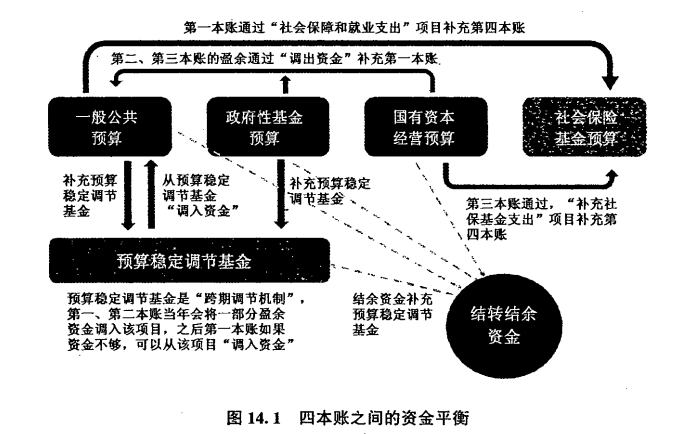 第一本账通过“社会保障和就业支出”项目补充第四本账
第二、第三本账的盈余通过“调出资金”补充第一本账
一般公共
预算
政府性基金
预算
国有资本
经营预算
社会保险
基金预算
补充预算
稳定调节
基金
从预算稳定
调节基金
“调入资金”
补充预算稳定
调节基金
第三本账通过，“补充社
保基金支出”项目补充第
四本账
预算稳定调节基金
预算稳定调节基金是“跨期调节机制”，
第一、第二本账当年会将一部分盈余
资金调入该项目，之后第一本账如果
资金不够，可以从该项目“调入资金”
结余资金补充
预算稳定调节
基金
结转结余
资金
图 14.1 四本账之间的资金平衡